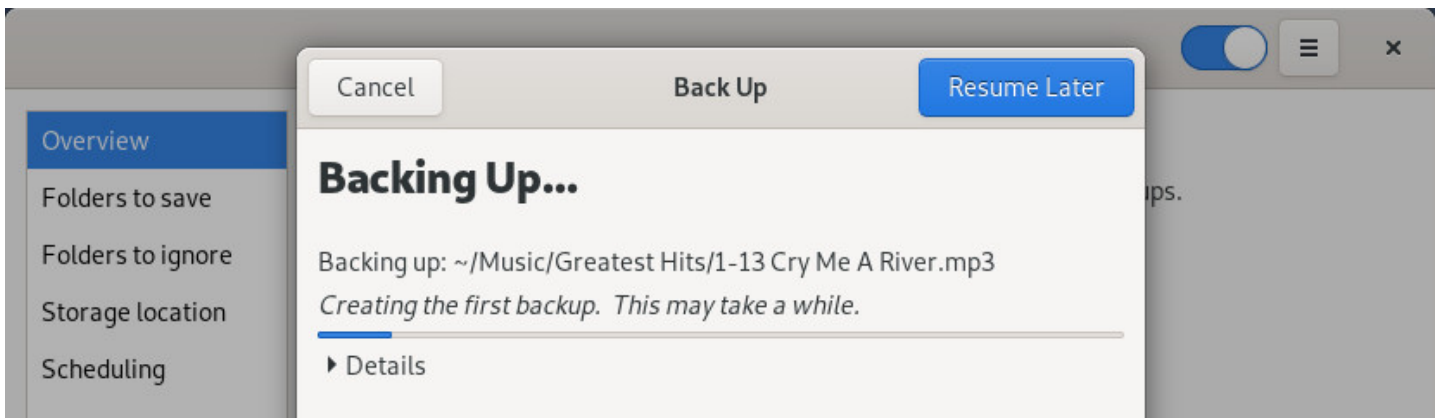 Cancel
Back Up
Resume Later
Overview
Folders to save
Folders to ignore
Storage location
Scheduling
Backing Up...
Backing up: ~/Music/Greatest Hits/1-13 Cry Me A River.mp3
Creating the first backup.  This may take a while.
Details